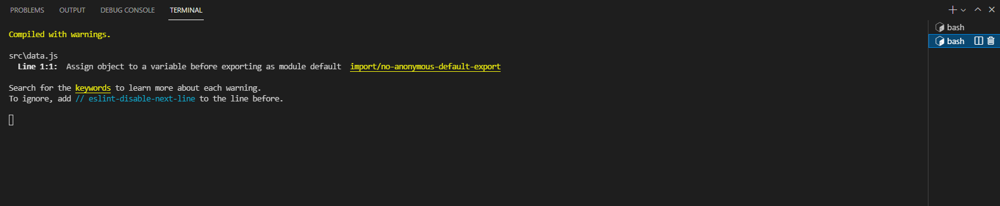 PROBLEMS OUTPUT DEBUG CONSOLE TERMINAL
Compiled with warnings.
bash
bash
src\data.js
Line 1:1: Assign object to a variable before exporting as module default import/no-anonymous-default-export
Search for the keywords to learn more about each warning.
To ignore, add // eslint-disable-next-line to the line before.